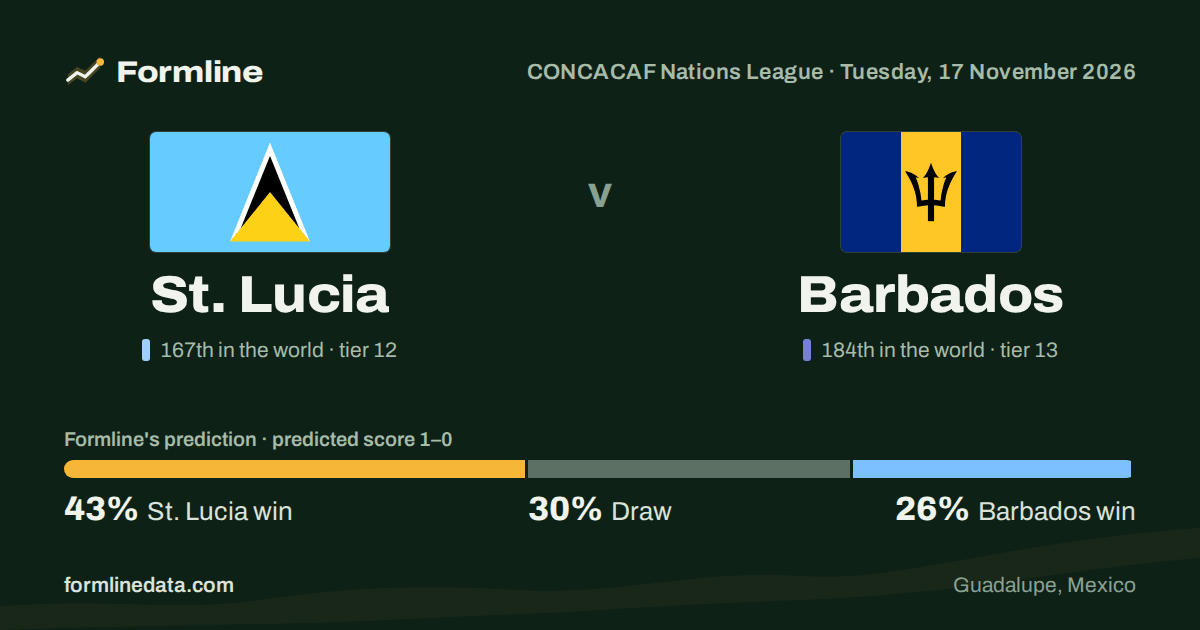 Formline
CONCACAF Nations League · Tuesday, 17 November 2026
v
St. Lucia
Barbados
167th in the world · tier 12
184th in the world · tier 13
Formline's prediction · predicted score 1–0
43% St. Lucia win
30% Draw
26% Barbados win
formlinedata.com
Guadalupe, Mexico